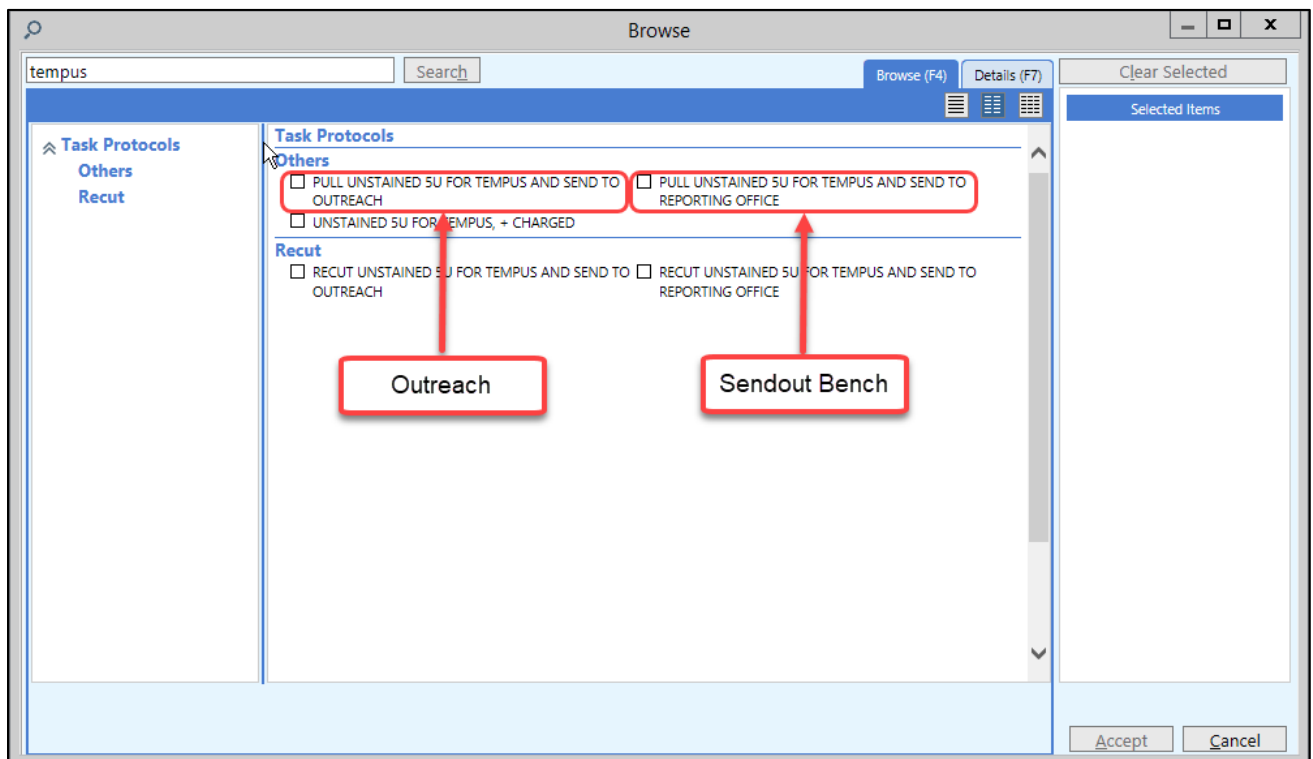 Browse
X
tempus
Search
Browse (F4)
Details (F7)
Clear Selected
Selected Items
Task Protocols
Others
Recut
Task Protocols
Others
PULL UNSTAINED 5U FOR TEMPUS AND SEND TO
OUTREACH
PULL UNSTAINED 5U FOR TEMPUS AND SEND TO
REPORTING OFFICE
UNSTAINED 5U FOR TEMPUS, + CHARGED
Recut
RECUT UNSTAINED 5U FOR TEMPUS AND SEND TO
OUTREACH
RECUT UNSTAINED 5U FOR TEMPUS AND SEND TO
REPORTING OFFICE
Outreach
Sendout Bench
Accept
Cancel